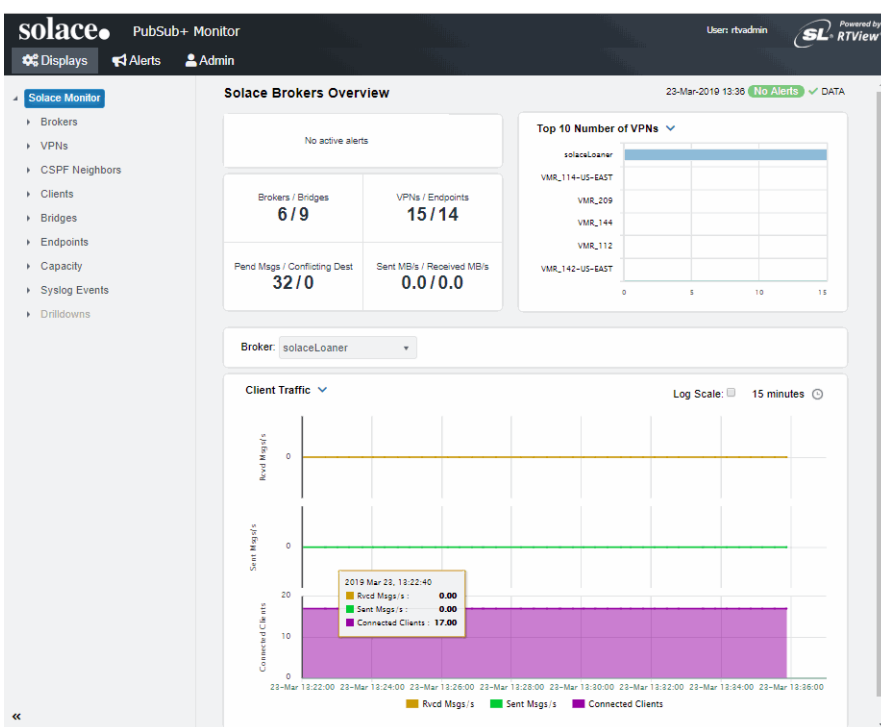 solace. PubSub+ Monitor
User: rtvadmin
SL Powered by RTView
Displays Alerts Admin
Solace Monitor
Brokers
VPNs
CSPF Neighbors
Clients
Bridges
Endpoints
Capacity
Syslog Events
Drilldowns
«
Solace Brokers Overview
23-Mar-2019 13:36 No Alerts DATA
No active alerts
Brokers / Bridges
6 / 9
VPNs / Endpoints
15 / 14
Pend Msgs / Conflicting Dest
32 / 0
Sent MB/s / Received MB/s
0.0 / 0.0
Top 10 Number of VPNs
solaceLoaner
VMR_114-US-EAST
VMR_209
VMR_144
VMR_112
VMR_142-US-EAST
0 5 10 15
Broker: solaceLoaner
Client Traffic
Log Scale: 15 minutes
Rcvd Msgs/s
0
Sent Msgs/s
0
Connected Clients
20
10
0
2019 Mar 23, 13:22:40
Rvcd Msgs/s : 0.00
Sent Msgs/s : 0.00
Connected Clients : 17.00
23-Mar 13:22:00 23-Mar 13:24:00 23-Mar 13:26:00 23-Mar 13:28:00 23-Mar 13:30:00 23-Mar 13:32:00 23-Mar 13:34:00 23-Mar 13:36:00
Rvcd Msgs/s Sent Msgs/s Connected Clients